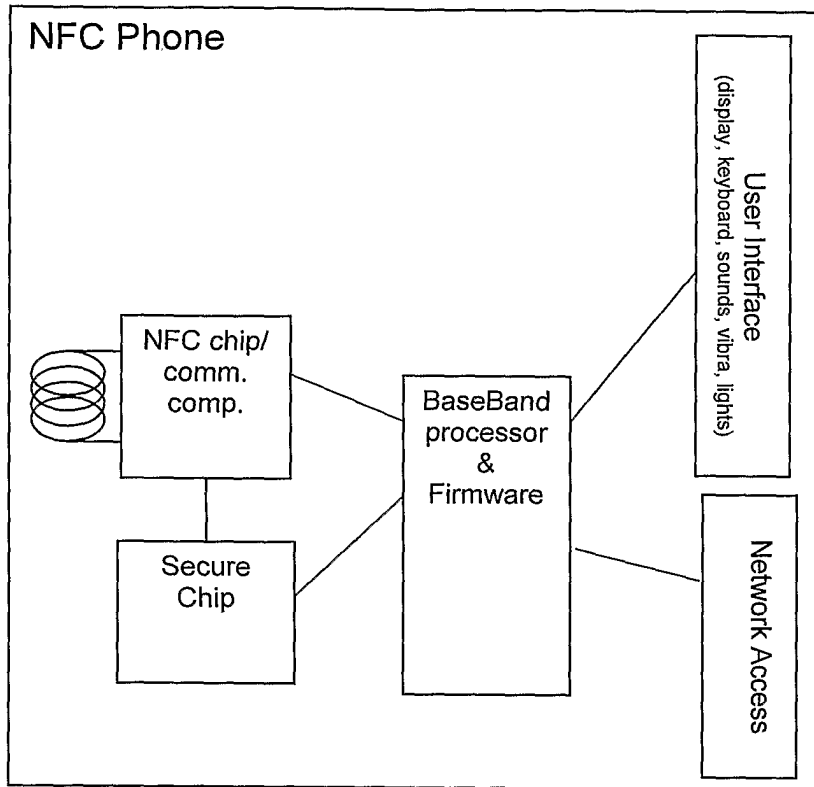 NFC Phone
NFC chip/
comm.
comp.
Secure
Chip
BaseBand
processor
&
Firmware
User Interface
(display, keyboard, sounds, vibra, lights)
Network Access